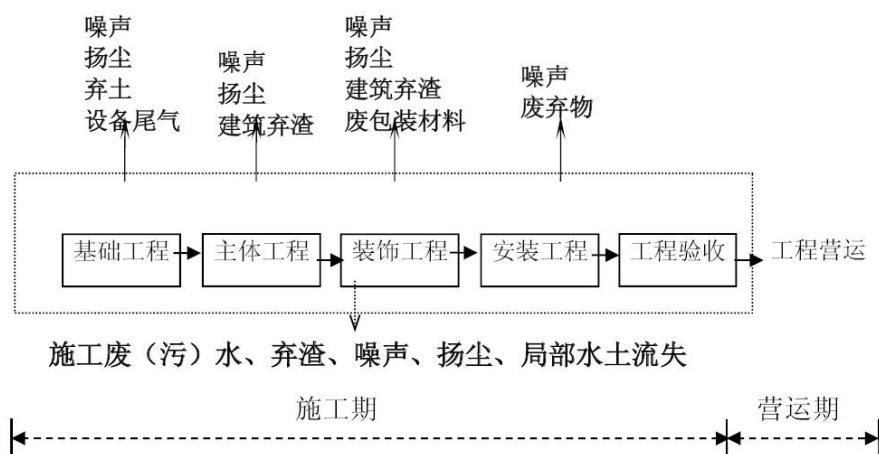 噪声
扬尘
弃土
设备尾气
噪声
扬尘
建筑弃渣
噪声
扬尘
建筑弃渣
废包装材料
噪声
废弃物
基础工程
主体工程
装饰工程
安装工程
工程验收
工程营运
施工废（污）水、弃渣、噪声、扬尘、局部水土流失
施工期
营运期